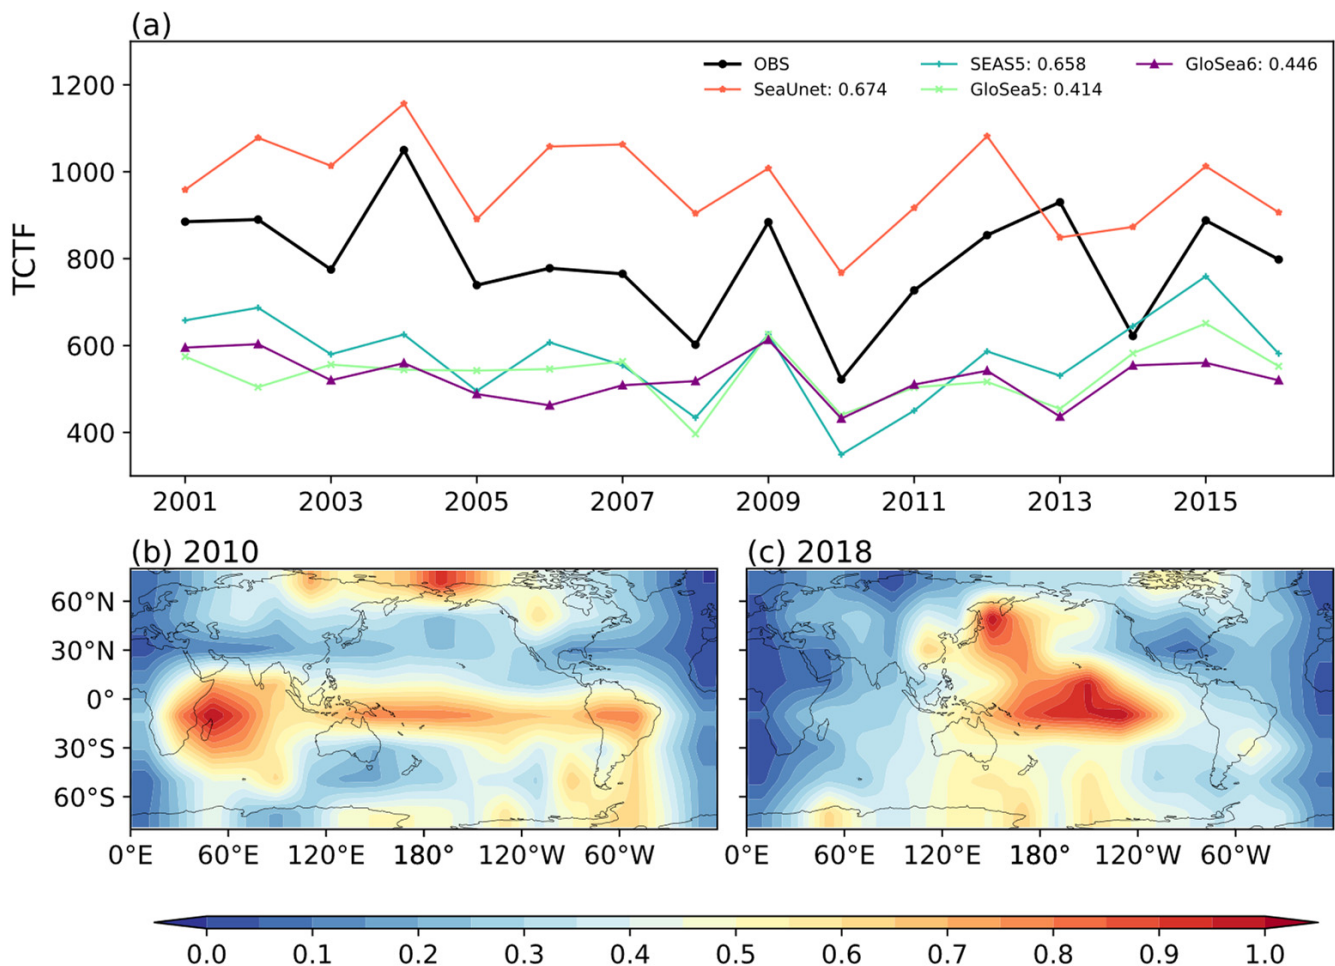 (a)
OBS
SeaUnet: 0.674
SEAS5: 0.658
GloSea5: 0.414
GloSea6: 0.446
TCTF
1200
1000
800
600
400
2001 2003 2005 2007 2009 2011 2013 2015
(b) 2010
60°N
30°N
0°
30°S
60°S
0°E 60°E 120°E 180° 120°W 60°W
(c) 2018
0°E 60°E 120°E 180° 120°W 60°W
0.0 0.1 0.2 0.3 0.4 0.5 0.6 0.7 0.8 0.9 1.0